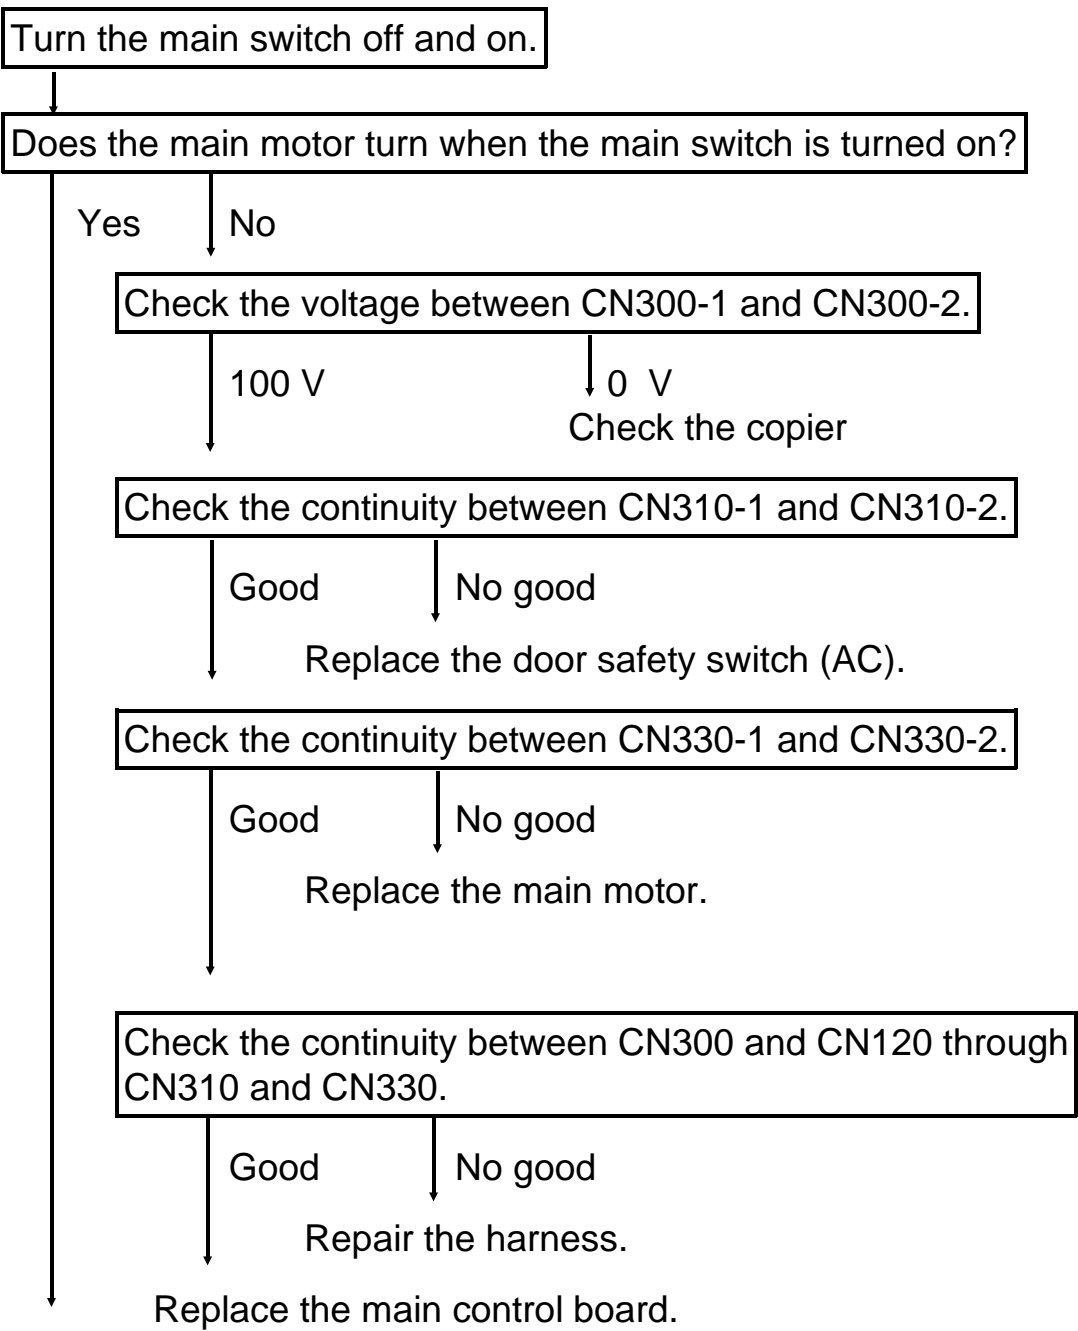 Turn the main switch off and on.
Does the main motor turn when the main switch is turned on?
Yes No
Check the voltage between CN300-1 and CN300-2.
100 V 0 V
Check the copier
Check the continuity between CN310-1 and CN310-2.
Good No good
Replace the door safety switch (AC).
Check the continuity between CN330-1 and CN330-2.
Good No good
Replace the main motor.
Check the continuity between CN300 and CN120 through
CN310 and CN330.
Good No good
Repair the harness.
Replace the main control board.